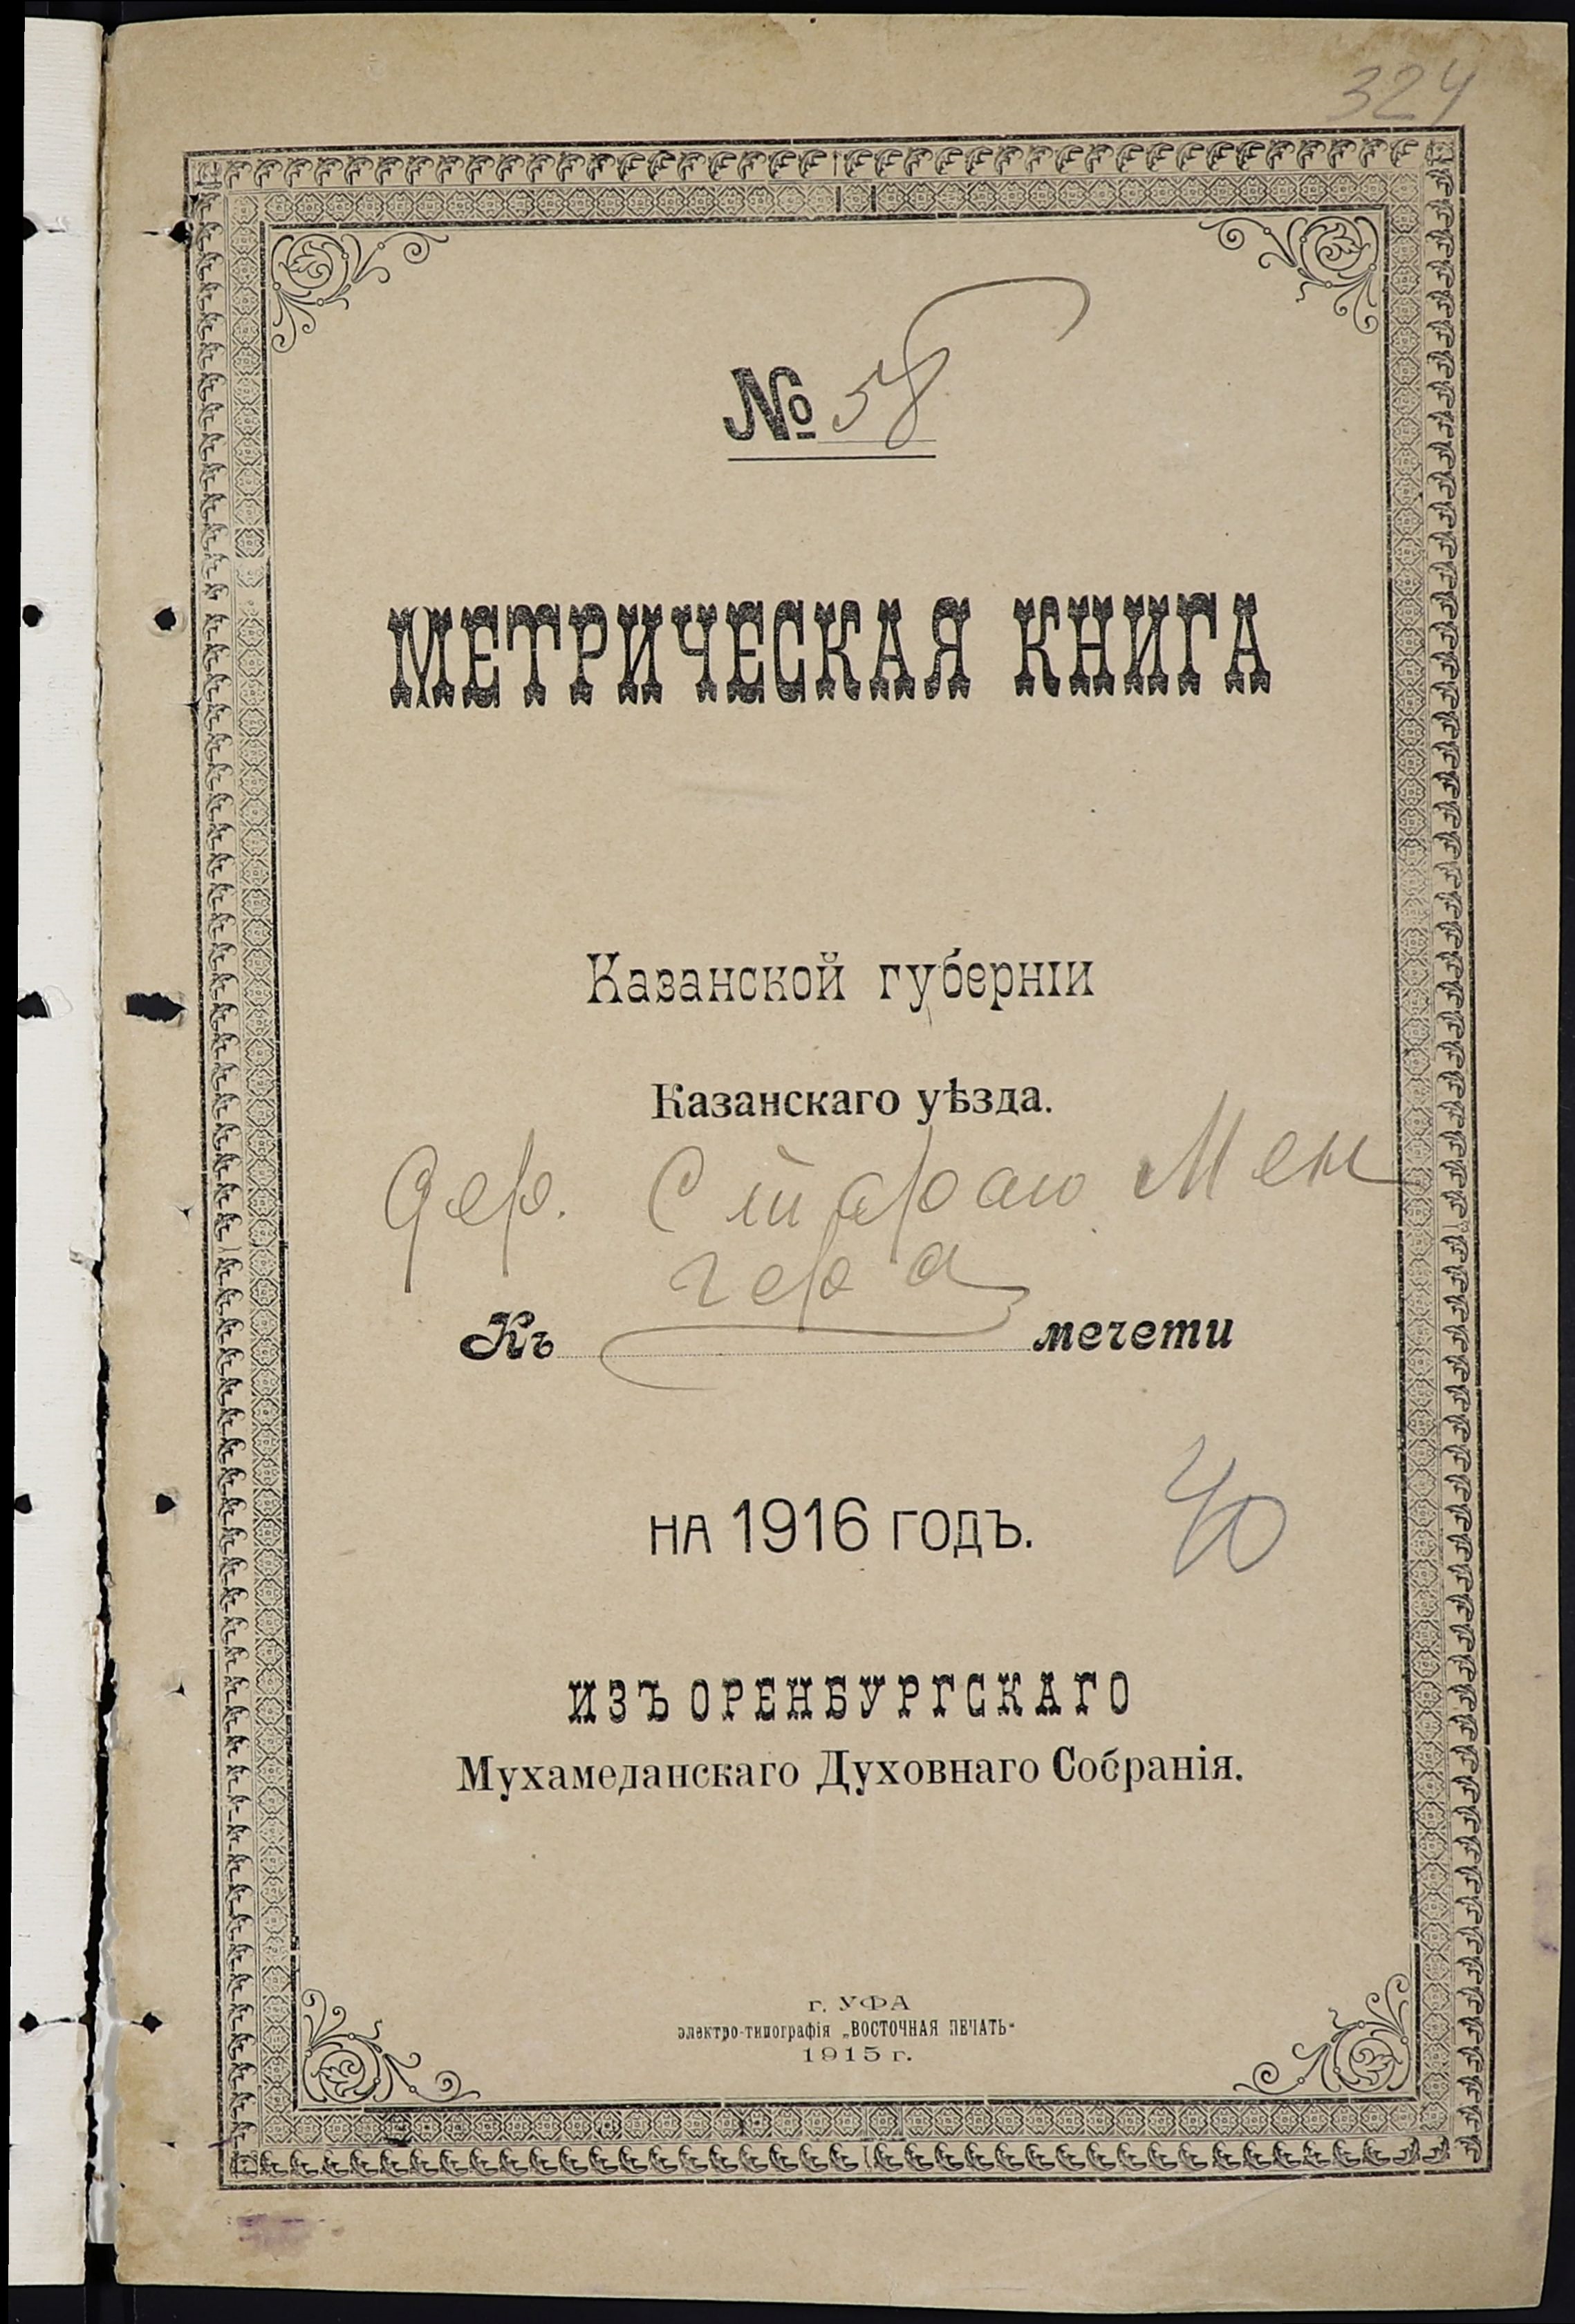 324
№ 58
МЕТРИЧЕСКАЯ КНИГА
Казанской губерніи
Казанскаго уѣзда.
дер. Стараго Мен
гера
Къ мечети
на 1916 годъ.
40
ИЗЪ ОРЕНБУРГСКАГО
Мухамеданскаго Духовнаго Собранія.
г. УФА
электро-типографія „ВОСТОЧНАЯ ПЕЧАТЬ“
1915 г.